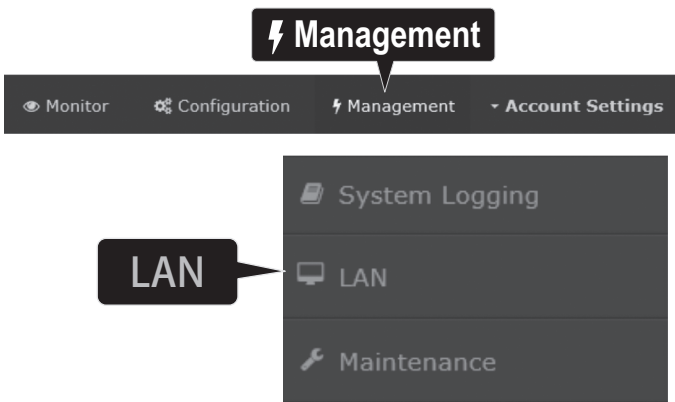 Management
Monitor Configuration Management Account Settings
System Logging
LAN LAN
Maintenance